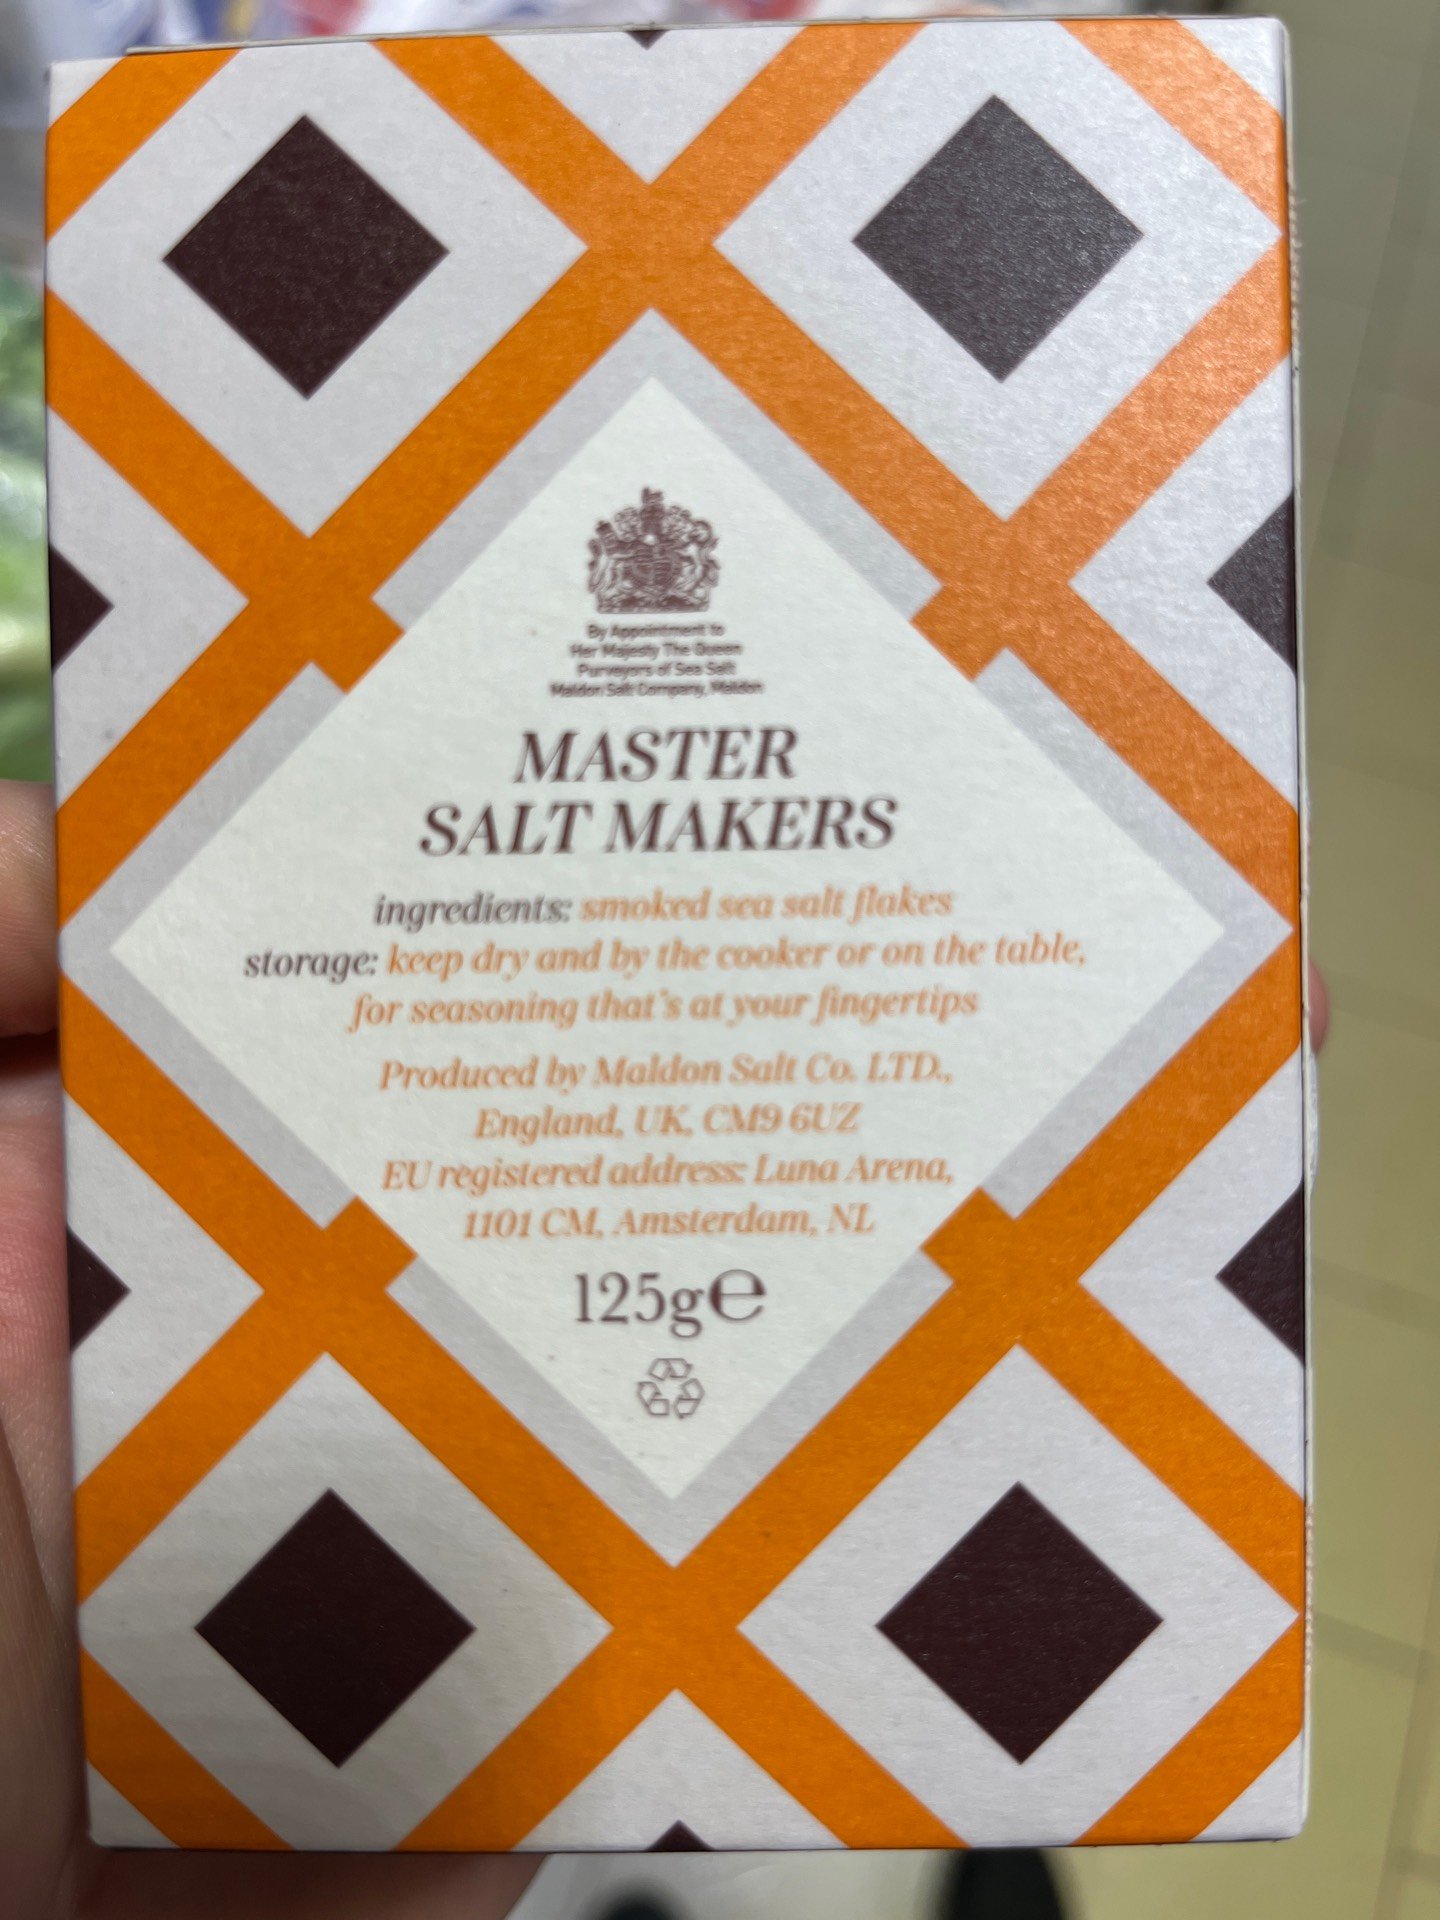 By Appointment to
Her Majesty The Queen
Purveyors of Sea Salt
Maldon Salt Company, Maldon
MASTER
SALT MAKERS
ingredients: smoked sea salt flakes
storage: keep dry and by the cooker or on the table,
for seasoning that's at your fingertips
Produced by Maldon Salt Co. LTD.,
England, UK, CM9 6UZ
EU registered address: Luna Arena,
1101 CM, Amsterdam, NL
125g℮